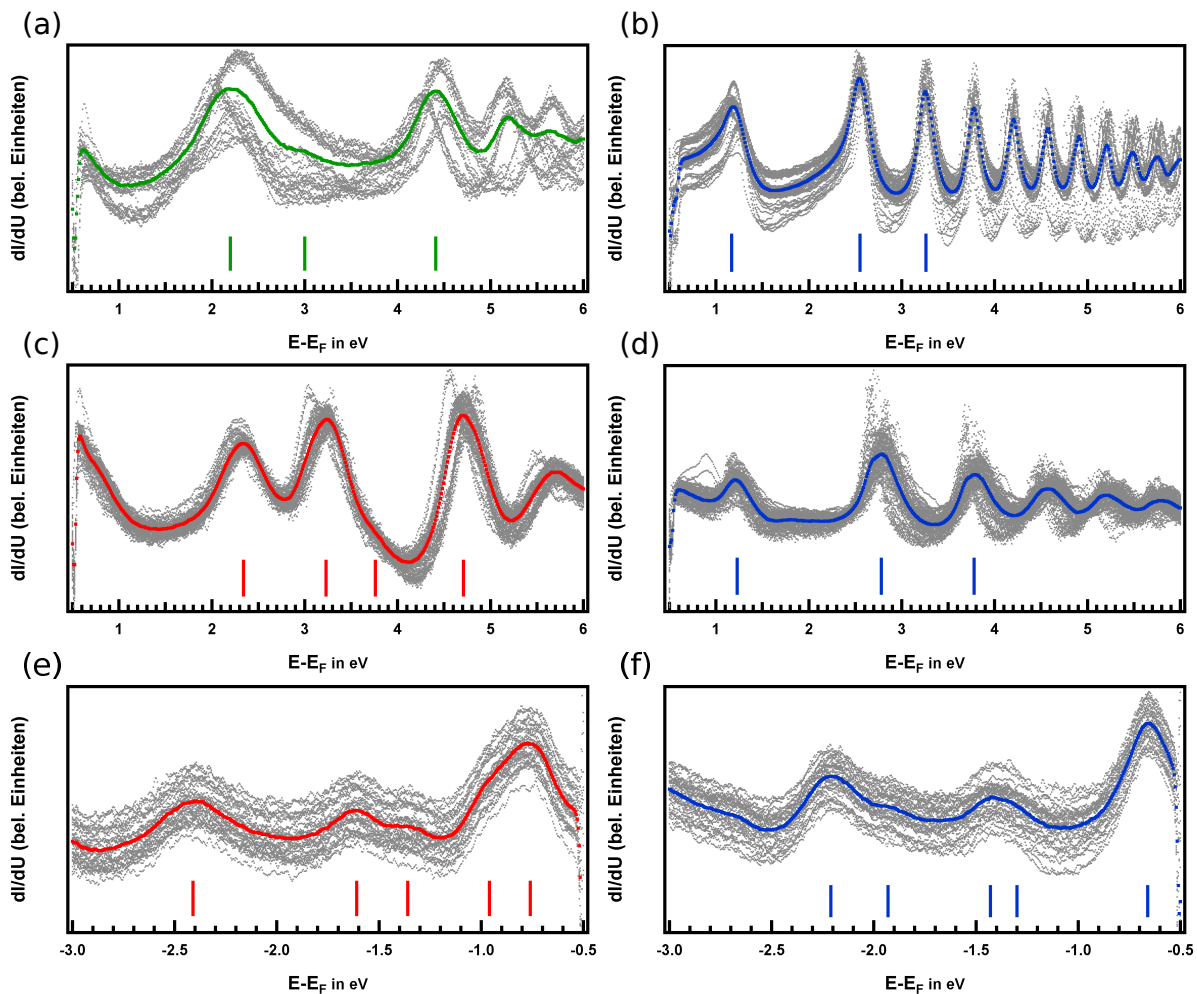 (a)
dI/dU (bel. Einheiten)
1 2 3 4 5 6
E-E_F in eV
(b)
dI/dU (bel. Einheiten)
1 2 3 4 5 6
E-E_F in eV
(c)
dI/dU (bel. Einheiten)
1 2 3 4 5 6
E-E_F in eV
(d)
dI/dU (bel. Einheiten)
1 2 3 4 5 6
E-E_F in eV
(e)
dI/dU (bel. Einheiten)
-3.0 -2.5 -2.0 -1.5 -1.0 -0.5
E-E_F in eV
(f)
dI/dU (bel. Einheiten)
-3.0 -2.5 -2.0 -1.5 -1.0 -0.5
E-E_F in eV